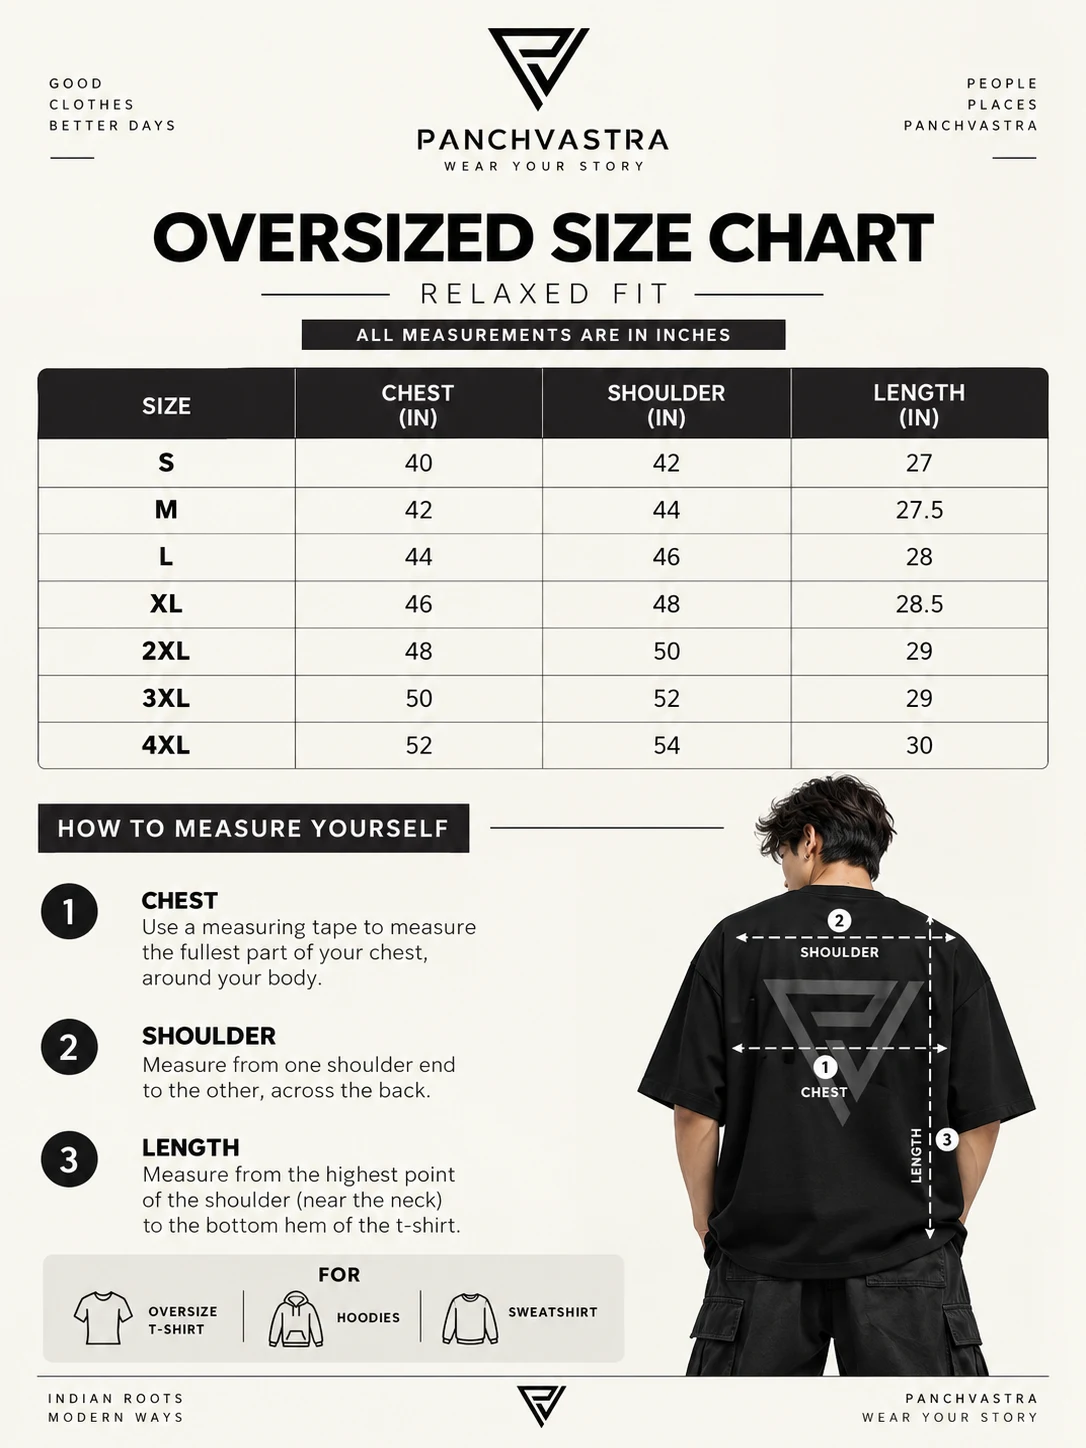 GOOD
CLOTHES
BETTER DAYS
PEOPLE
PLACES
PANCHVASTRA
PANCHVASTRA
WEAR YOUR STORY
OVERSIZED SIZE CHART
RELAXED FIT
ALL MEASUREMENTS ARE IN INCHES
SIZE CHEST (IN) SHOULDER (IN) LENGTH (IN)
S 40 42 27
M 42 44 27.5
L 44 46 28
XL 46 48 28.5
2XL 48 50 29
3XL 50 52 29
4XL 52 54 30
HOW TO MEASURE YOURSELF
1 CHEST
Use a measuring tape to measure
the fullest part of your chest,
around your body.
2 SHOULDER
Measure from one shoulder end
to the other, across the back.
3 LENGTH
Measure from the highest point
of the shoulder (near the neck)
to the bottom hem of the t-shirt.
2
SHOULDER
1
CHEST
LENGTH
3
FOR
OVERSIZE
T-SHIRT
HOODIES
SWEATSHIRT
INDIAN ROOTS
MODERN WAYS
PANCHVASTRA
WEAR YOUR STORY